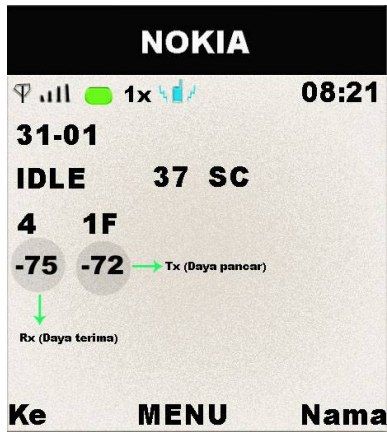 NOKIA
1x 08:21
31-01
IDLE 37 SC
4 1F
-75 -72 Tx (Daya pancar)
Rx (Daya terima)
Ke MENU Nama